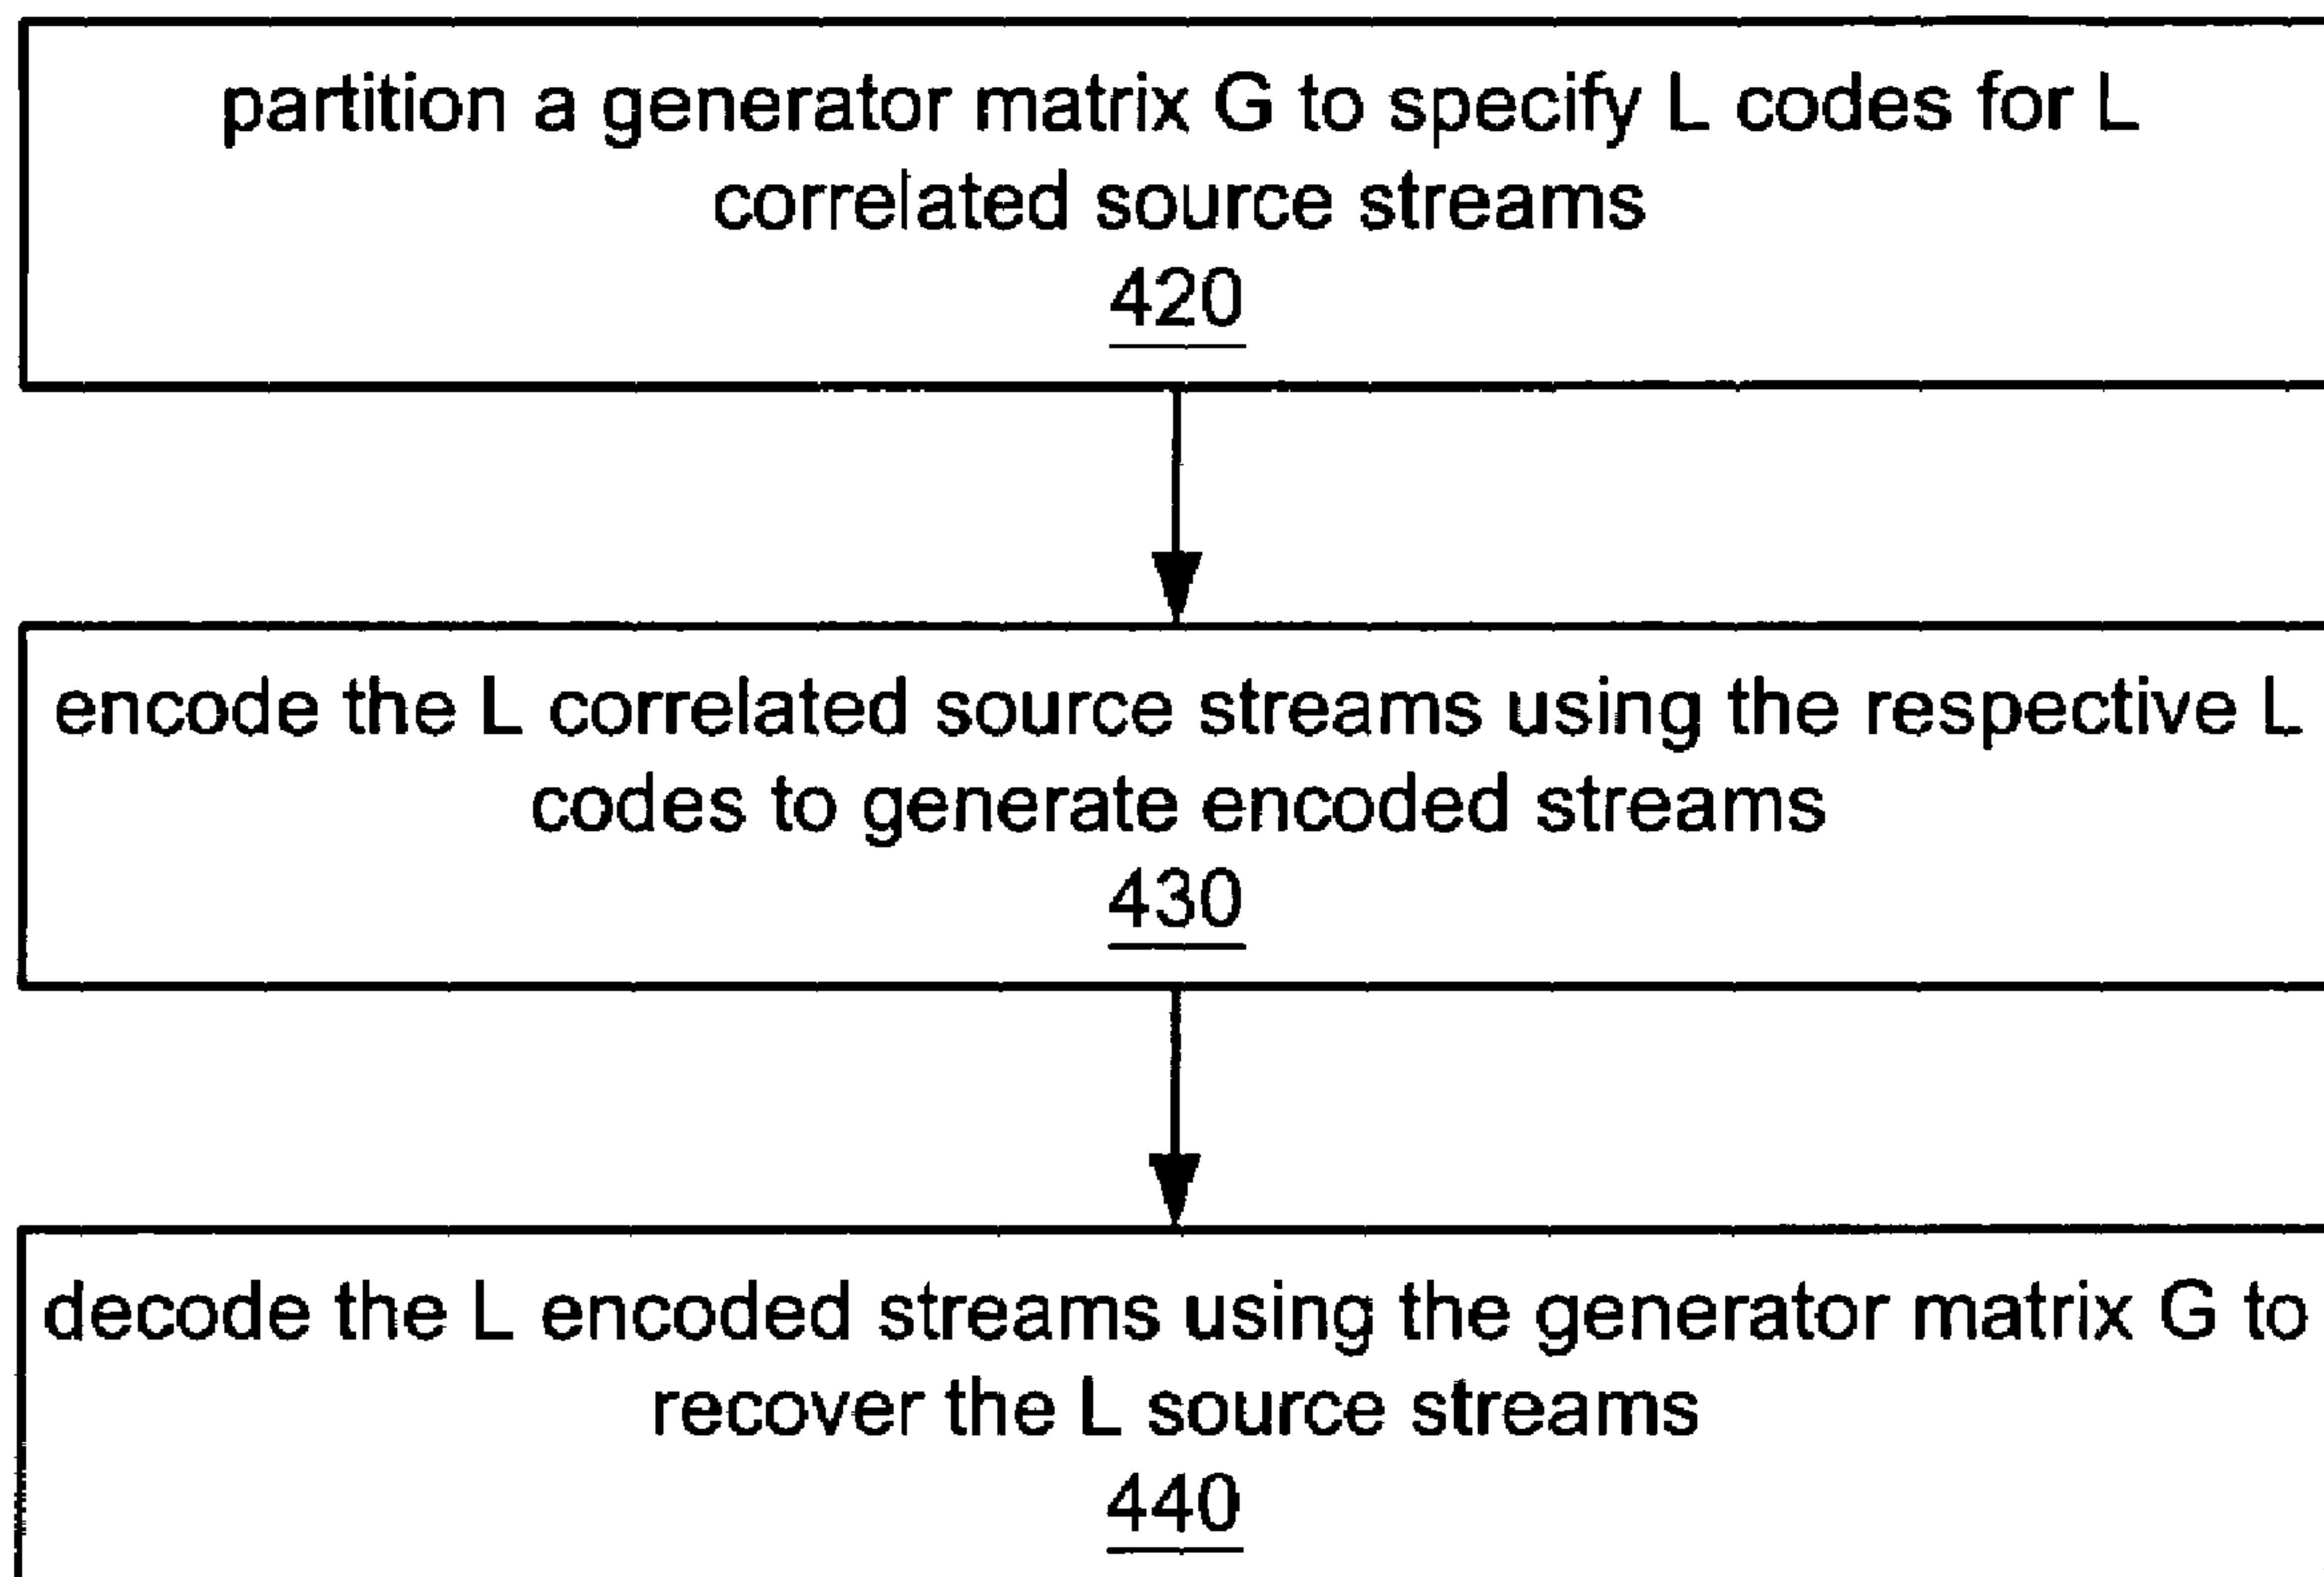 partition a generator matrix G to specify L codes for L
correlated source streams
420
encode the L correlated source streams using the respective L
codes to generate encoded streams
430
decode the L encoded streams using the generator matrix G to
recover the L source streams
440